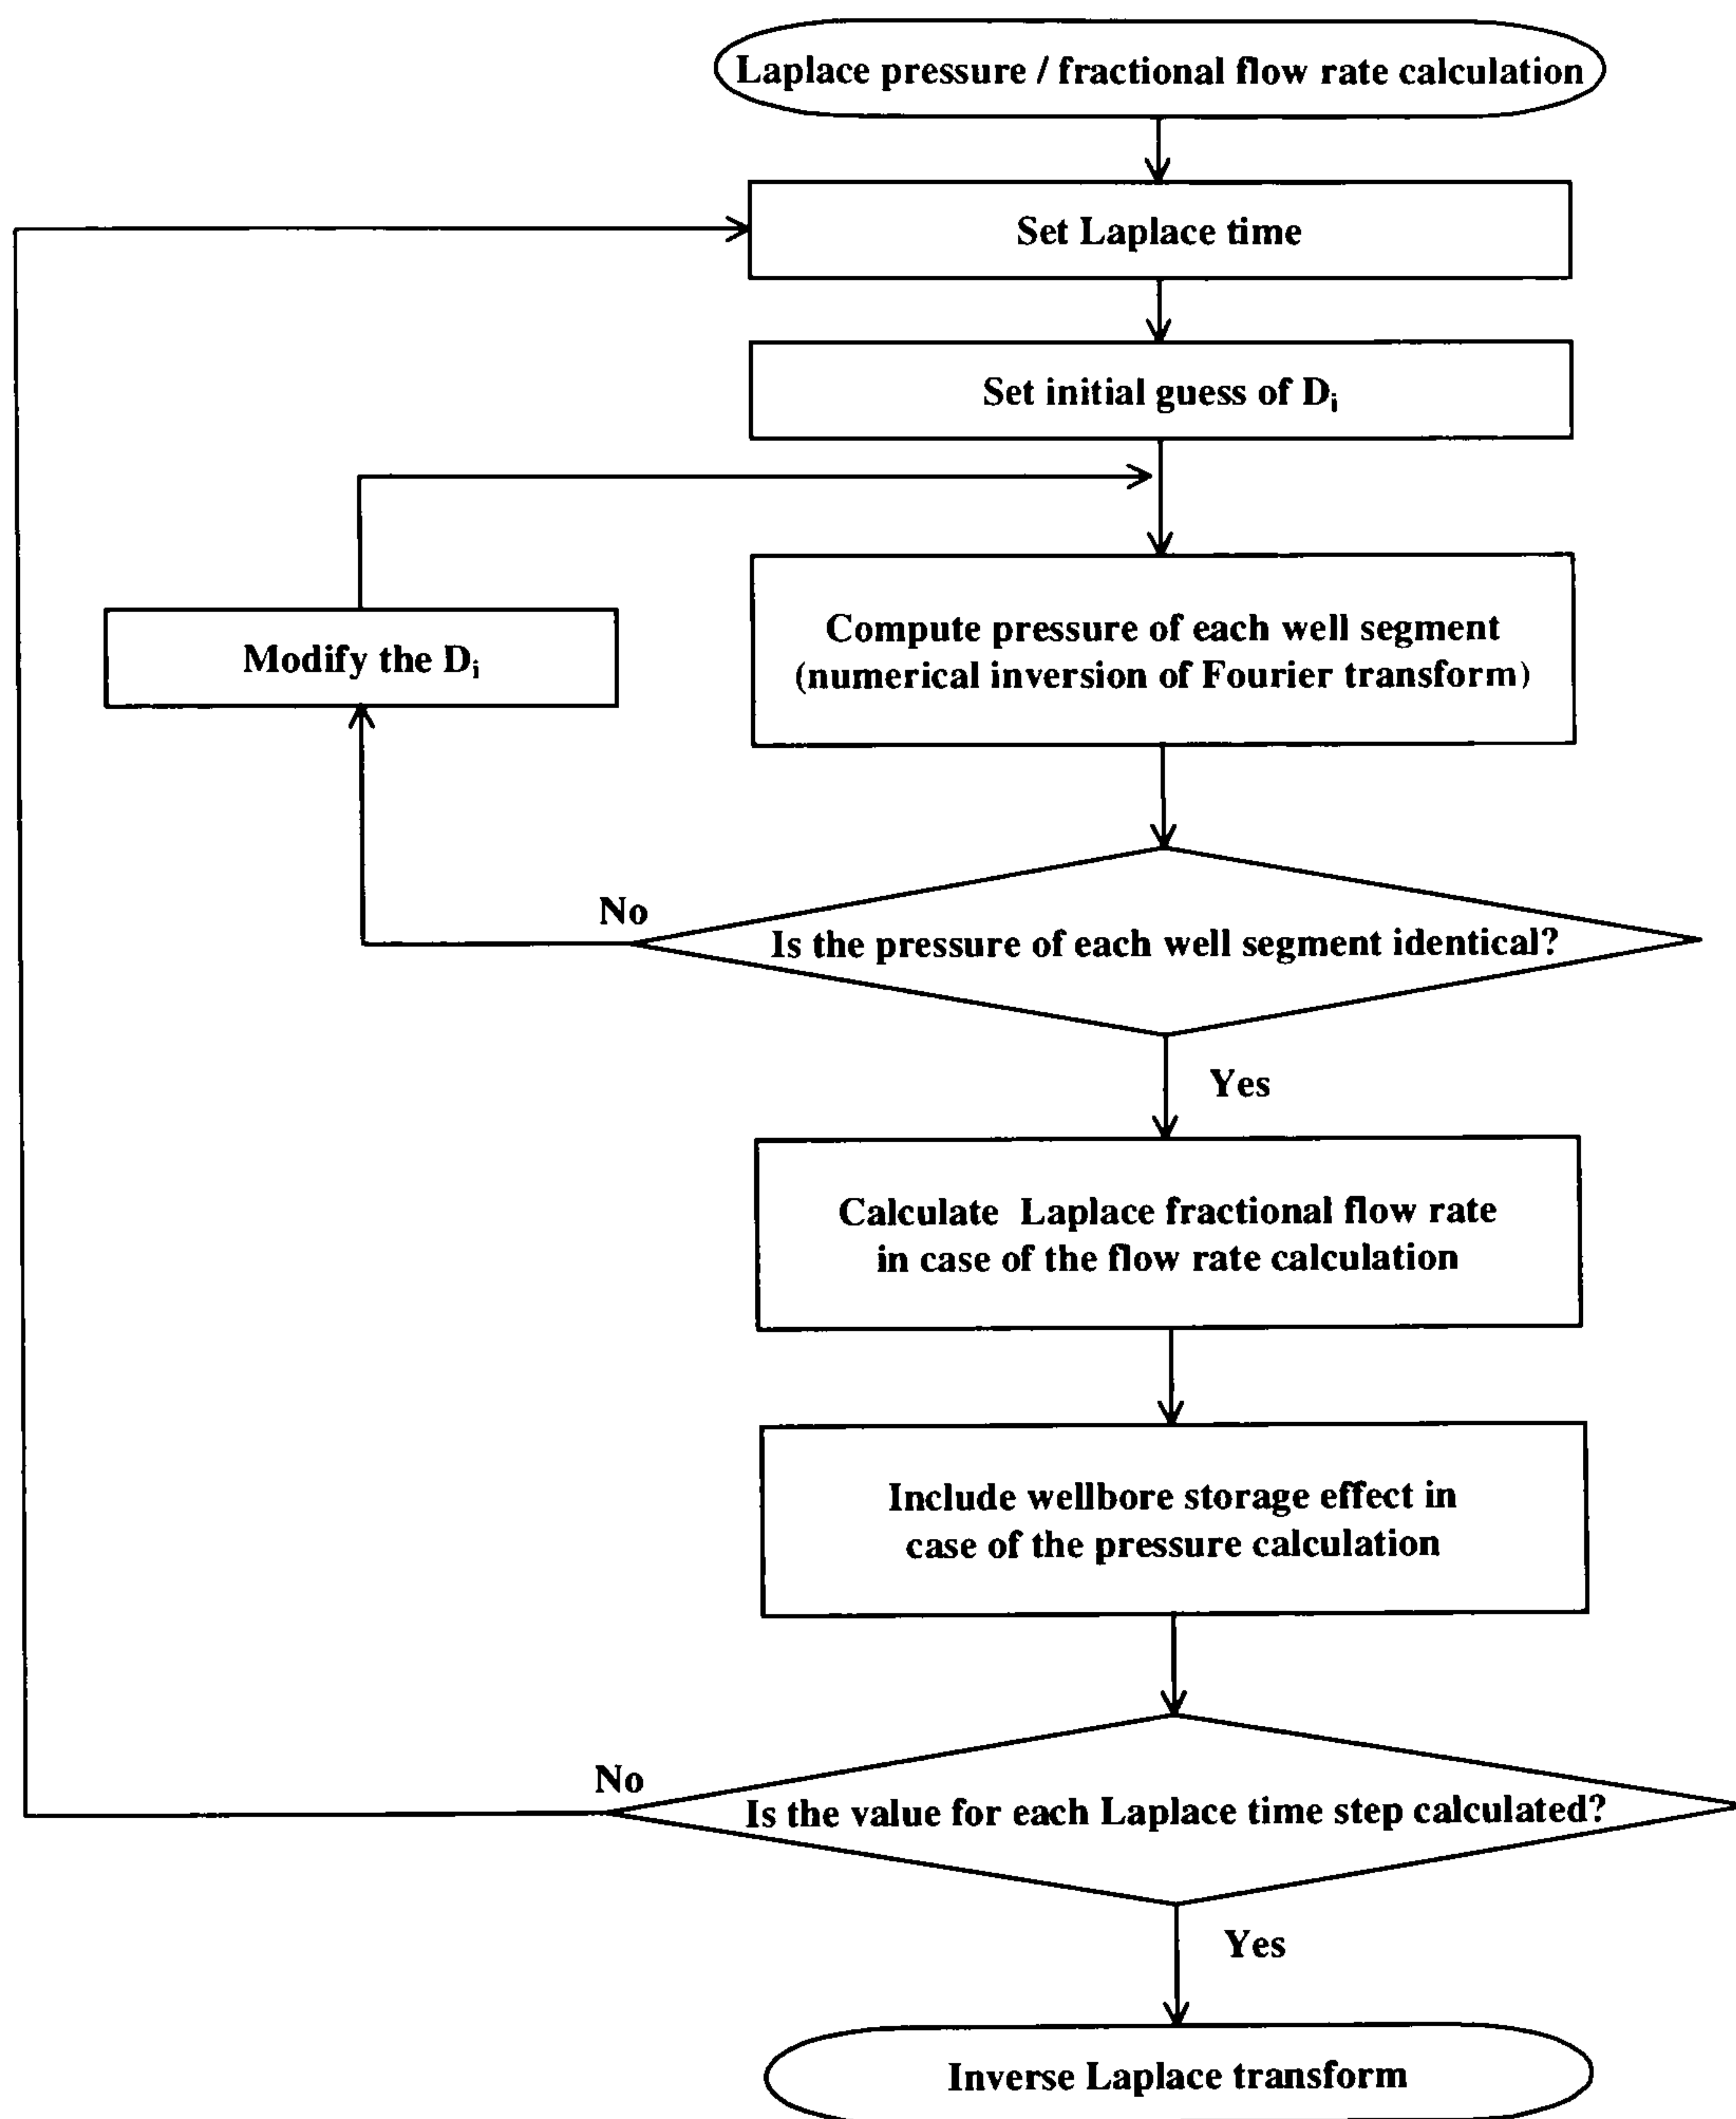 Laplace pressure / fractional flow rate calculation
Set Laplace time
Set initial guess of Dᵢ
Compute pressure of each well segment
(numerical inversion of Fourier transform)
Modify the Dᵢ
No
Is the pressure of each well segment identical?
Yes
Calculate Laplace fractional flow rate
in case of the flow rate calculation
Include wellbore storage effect in
case of the pressure calculation
No
Is the value for each Laplace time step calculated?
Yes
Inverse Laplace transform